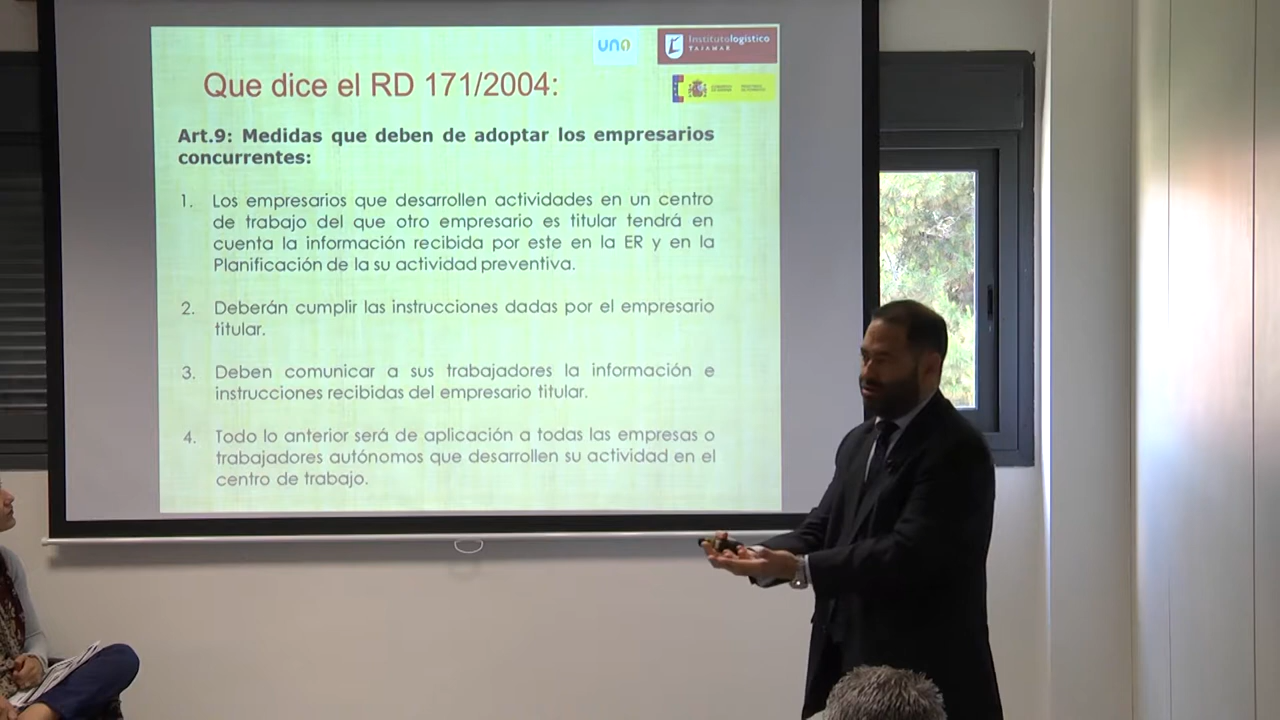 uno
Institutologístico
TAJAMAR
Que dice el RD 171/2004:
Art.9: Medidas que deben de adoptar los empresarios
concurrentes:
1. Los empresarios que desarrollen actividades en un centro
de trabajo del que otro empresario es titular tendrá en
cuenta la información recibida por este en la ER y en la
Planificación de la su actividad preventiva.
2. Deberán cumplir las instrucciones dadas por el empresario
titular.
3. Deben comunicar a sus trabajadores la información e
instrucciones recibidas del empresario titular.
4. Todo lo anterior será de aplicación a todas las empresas o
trabajadores autónomos que desarrollen su actividad en el
centro de trabajo.